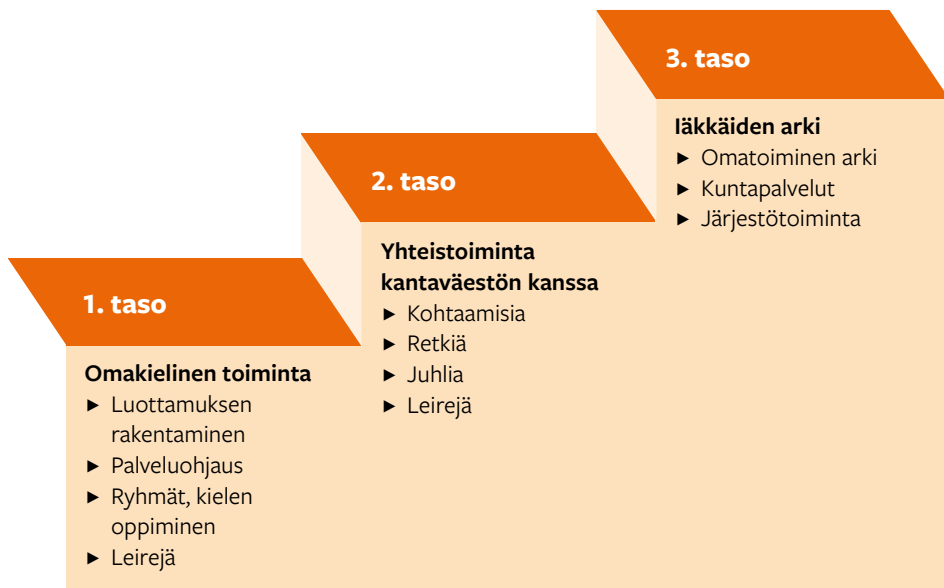 1. taso
Omakielinen toiminta
► Luottamuksen
rakentaminen
► Palveluohjaus
► Ryhmät, kielen
oppiminen
► Leirejä
2. taso
Yhteistoiminta
kantaväestön kanssa
► Kohtaamisia
► Retkiä
► Juhlia
► Leirejä
3. taso
Iäkkäiden arki
► Omatoiminen arki
► Kuntapalvelut
► Järjestötoiminta